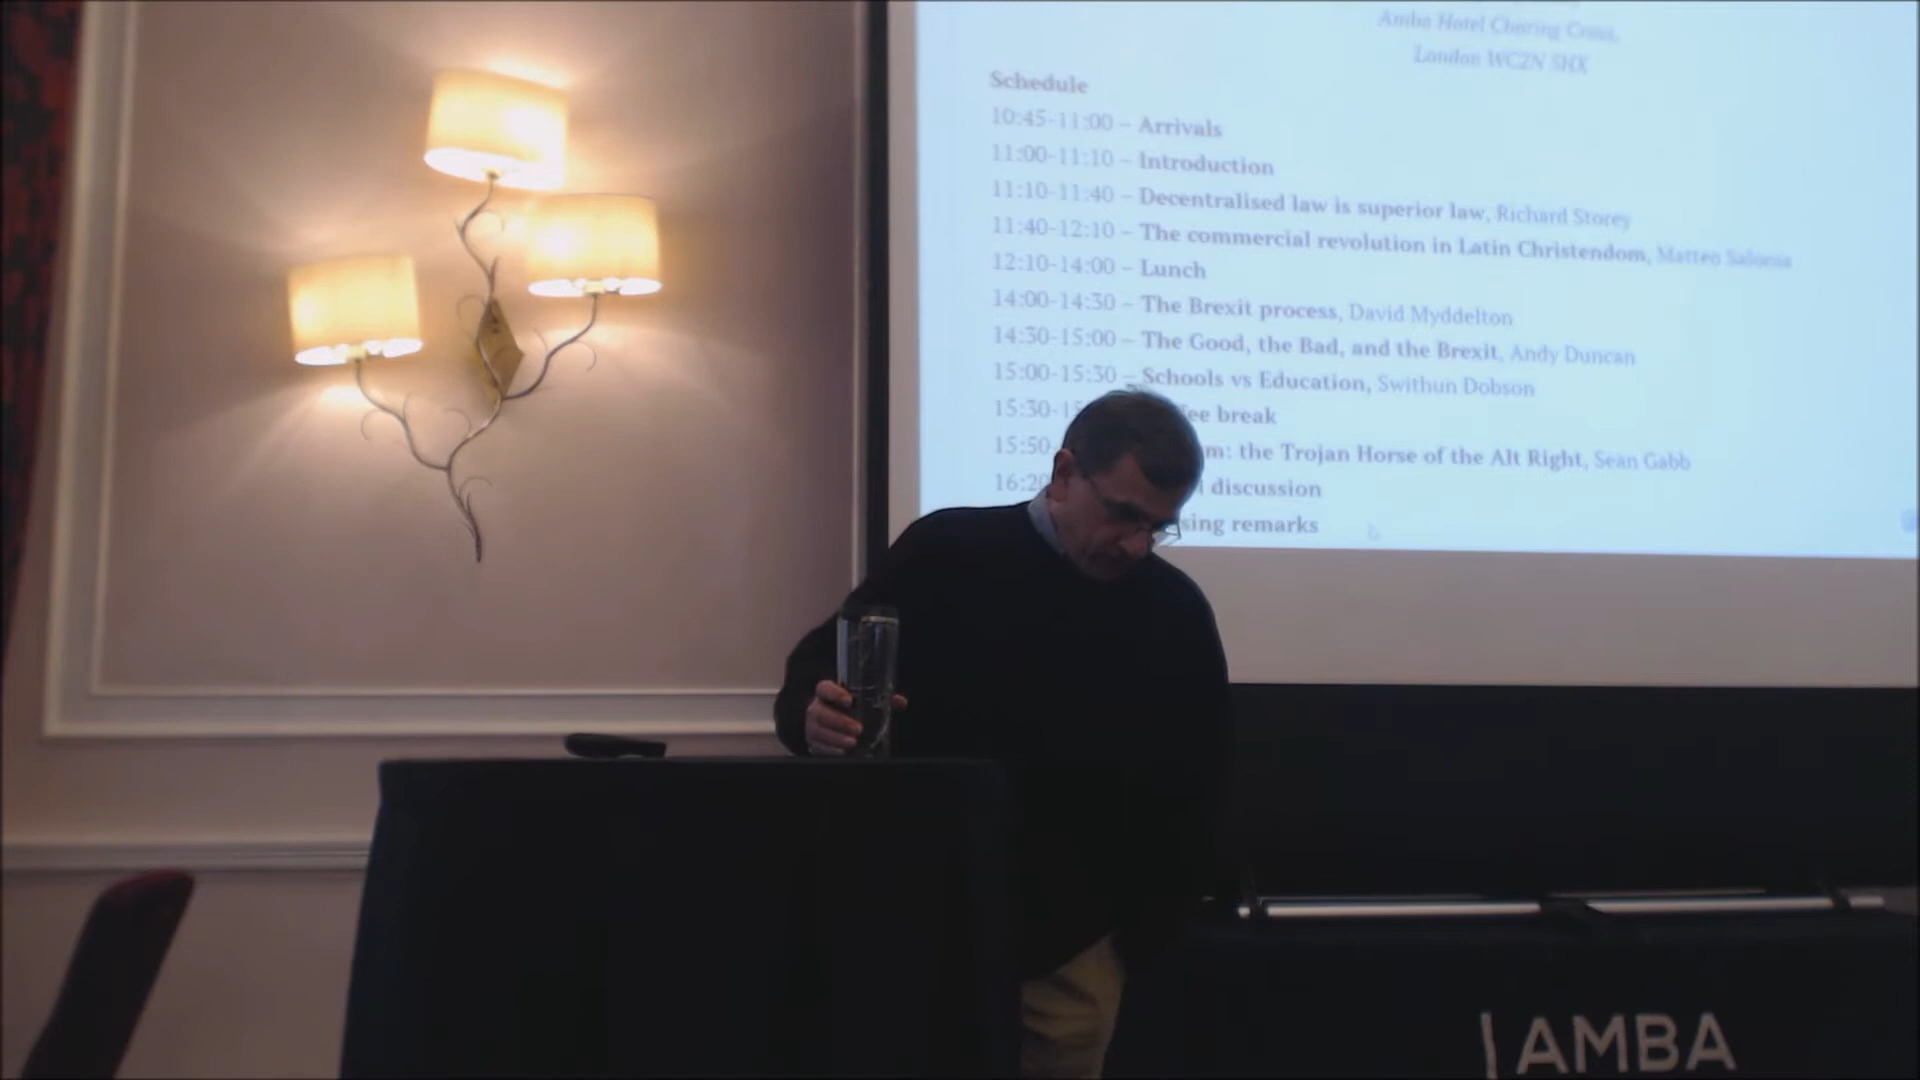 Amba Hotel Charing Cross,
London WC2N 5HX
Schedule
10:45-11:00 – Arrivals
11:00-11:10 – Introduction
11:10-11:40 – Decentralised law is superior law, Richard Storey
11:40-12:10 – The commercial revolution in Latin Christendom, Matteo Salonia
12:10-14:00 – Lunch
14:00-14:30 – The Brexit process, David Myddelton
14:30-15:00 – The Good, the Bad, and the Brexit, Andy Duncan
15:00-15:30 – Schools vs Education, Swithun Dobson
15:30-15 ee break
15:50- m: the Trojan Horse of the Alt Right, Sean Gabb
16:20 discussion
sing remarks
AMBA